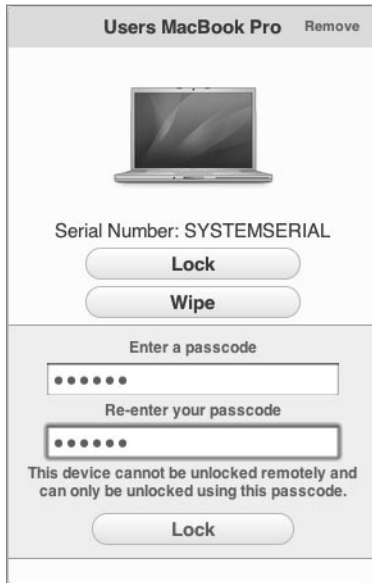 Users MacBook Pro Remove
Serial Number: SYSTEMSERIAL
Lock
Wipe
Enter a passcode
••••••
Re-enter your passcode
••••••
This device cannot be unlocked remotely and
can only be unlocked using this passcode.
Lock